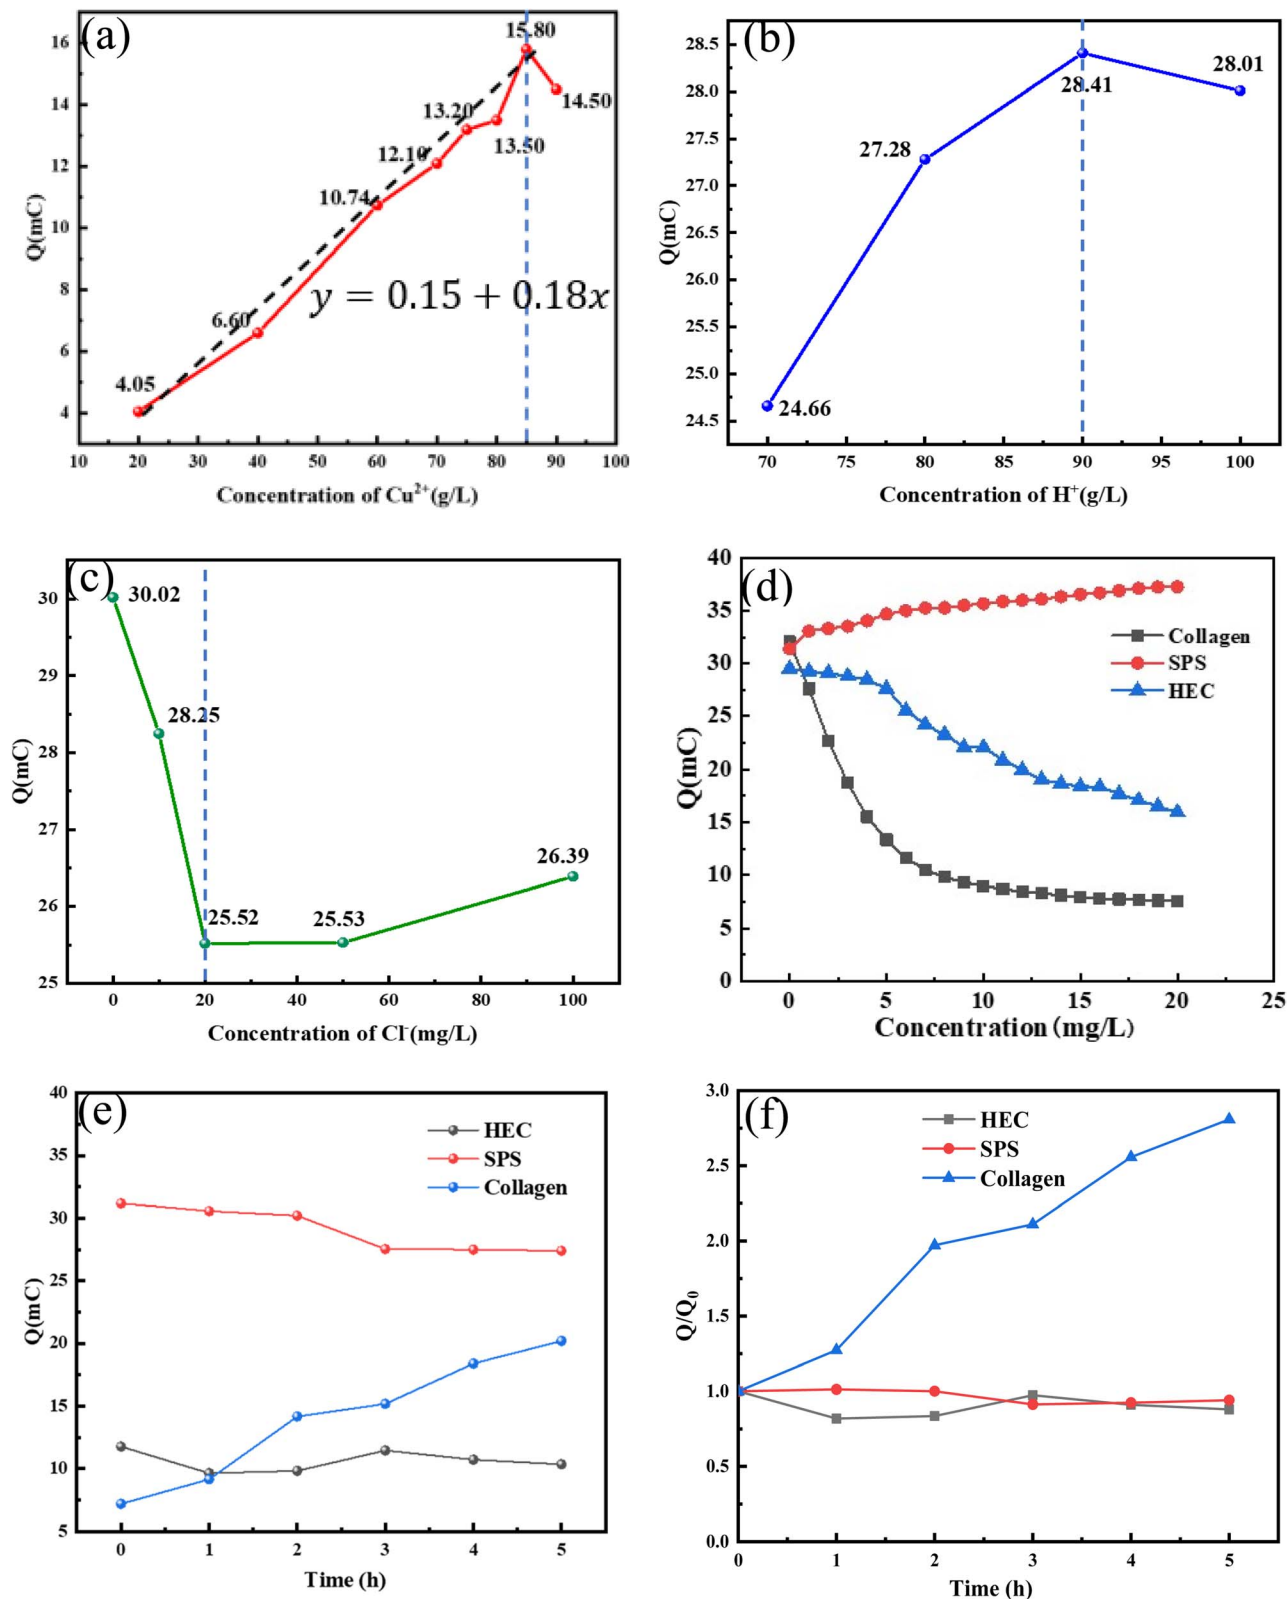 (a)
16
14
12
10
8
6
4
Q(mC)
15.80
14.50
13.20
13.50
12.10
10.74
6.60
4.05
y = 0.15 + 0.18x
10 20 30 40 50 60 70 80 90 100
Concentration of Cu²⁺(g/L)
(b)
28.5
28.0
27.5
27.0
26.5
26.0
25.5
25.0
24.5
Q(mC)
28.41
28.01
27.28
24.66
70 75 80 85 90 95 100
Concentration of H⁺(g/L)
(c)
30
29
28
27
26
25
Q(mC)
30.02
28.25
25.52
25.53
26.39
0 20 40 60 80 100
Concentration of Cl⁻(mg/L)
(d)
40
35
30
25
20
15
10
5
0
Q(mC)
Collagen
SPS
HEC
0 5 10 15 20 25
Concentration (mg/L)
(e)
40
35
30
25
20
15
10
5
Q(mC)
HEC
SPS
Collagen
0 1 2 3 4 5
Time (h)
(f)
3.0
2.5
2.0
1.5
1.0
0.5
0.0
Q/Q₀
HEC
SPS
Collagen
0 1 2 3 4 5
Time (h)